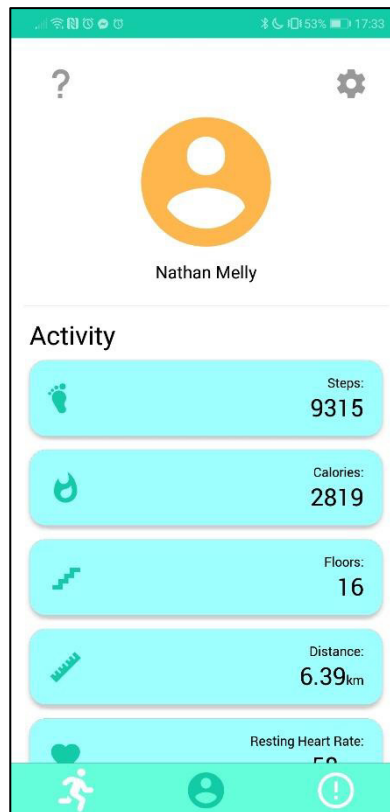 53% 17:33
?
Nathan Melly
Activity
Steps:
9315
Calories:
2819
Floors:
16
Distance:
6.39km
Resting Heart Rate: